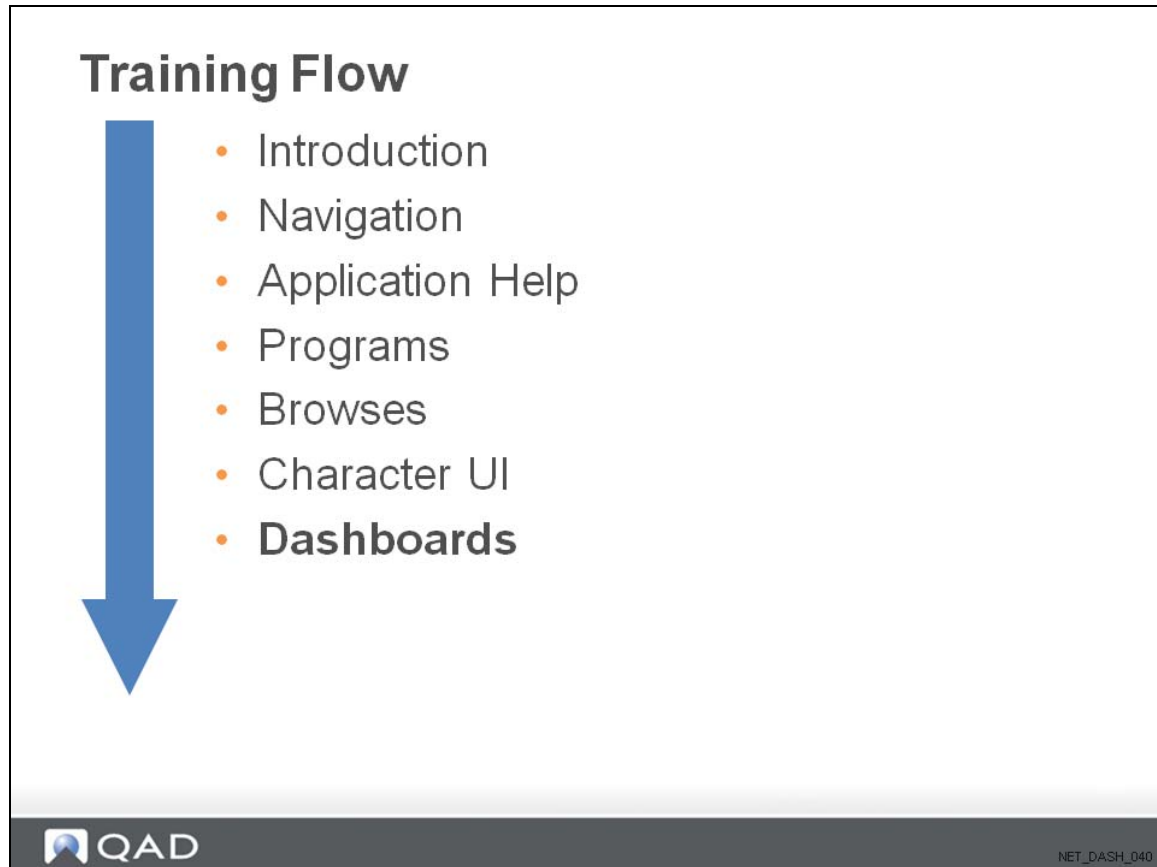 Training Flow
• Introduction
• Navigation
• Application Help
• Programs
• Browses
• Character UI
• Dashboards
QAD
NET_DASH_040